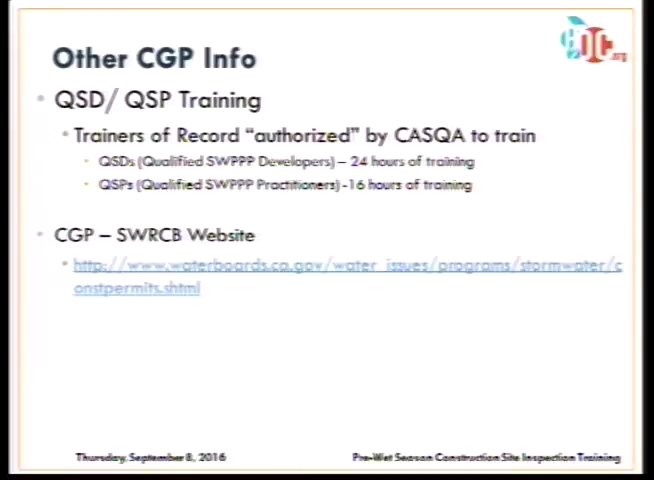 Other CGP Info
H2OC.org
QSD/ QSP Training
Trainers of Record “authorized” by CASQA to train
QSDs (Qualified SWPPP Developers) – 24 hours of training
QSPs (Qualified SWPPP Practitioners) -16 hours of training
CGP – SWRCB Website
http://www.waterboards.ca.gov/water_issues/programs/stormwater/c
onstpermits.shtml
Thursday, September 8, 2016
Pre-Wet Season Construction Site Inspection Training